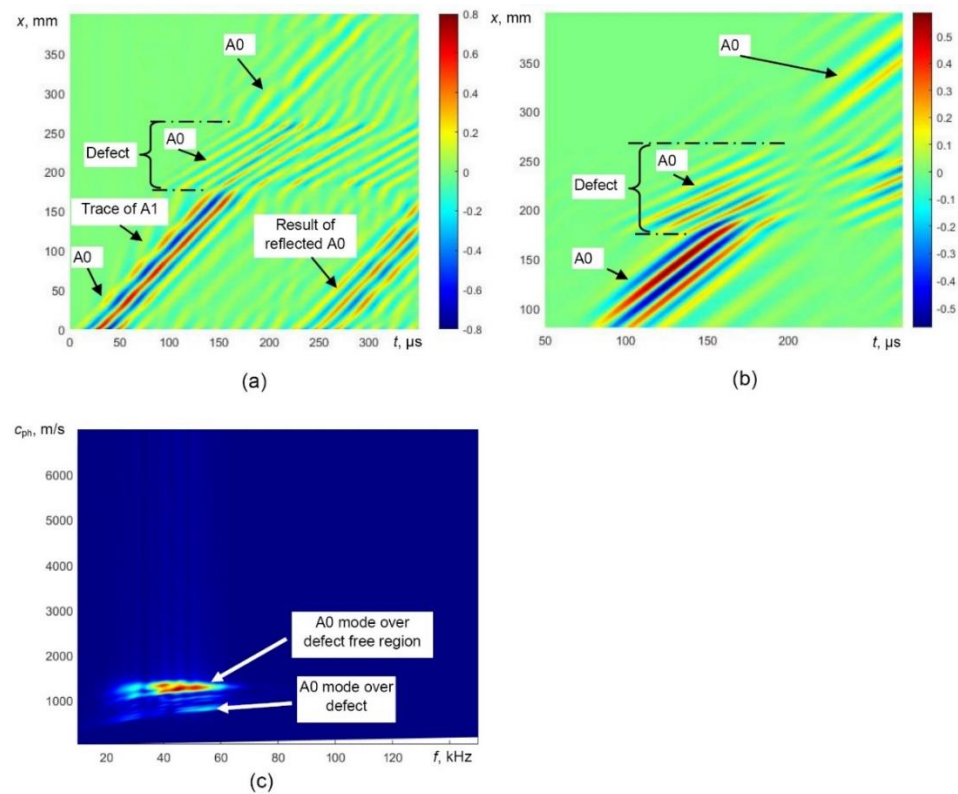 x, mm
400
350
300
250
200
150
100
50
0
0 50 100 150 200 250 300 t, µs
A0
A0
Defect
Trace of A1
A0
Result of
reflected A0
0.8
0.6
0.4
0.2
0
-0.2
-0.4
-0.6
-0.8
(a)
x, mm
350
300
250
200
150
100
50 100 150 200 t, µs
A0
A0
Defect
A0
0.5
0.4
0.3
0.2
0.1
0
-0.1
-0.2
-0.3
-0.4
-0.5
(b)
cph, m/s
6000
5000
4000
3000
2000
1000
20 40 60 80 100 120 f, kHz
A0 mode over
defect free region
A0 mode over
defect
(c)